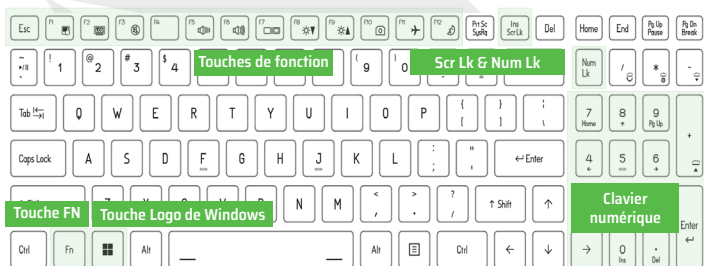 Esc F1 F2 F3 F4 F5 F6 F7 F8 F9 F10 F11 F12 Prt Sc SysRq Ins Scr Lk Del Home End Pg Up Pause Pg Dn Break
~ ` ! 1 @ 2 # 3 $ 4 Touches de fonction ( 9 ) 0 Scr Lk & Num Lk Num Lk / * -
Tab Q W E R T Y U I O P { [ } ] \ 7 Home 8 9 Pg Up +
Caps Lock A S D F G H J K L : ; " ' Enter 4 5 6
Touche FN Touche Logo de Windows N M < , > . ? / Shift Clavier numérique Enter
Ctrl Fn Alt Alt Ctrl 0 Ins . Del